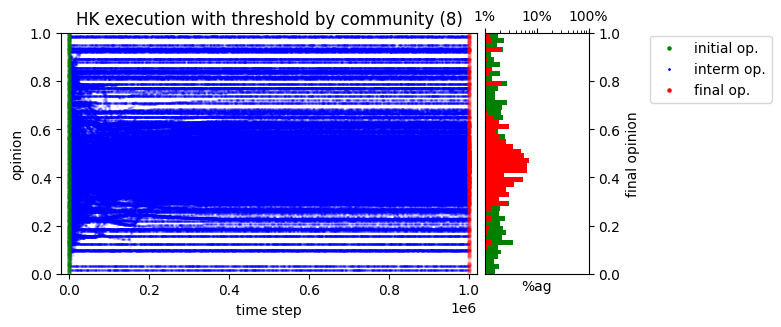 HK execution with threshold by community (8)
1% 10% 100%
initial op.
interm op.
final op.
1.0 0.8 0.6 0.4 0.2 0.0
opinion
1.0 0.8 0.6 0.4 0.2 0.0
final opinion
0.0 0.2 0.4 0.6 0.8 1.0
1e6
time step
%ag